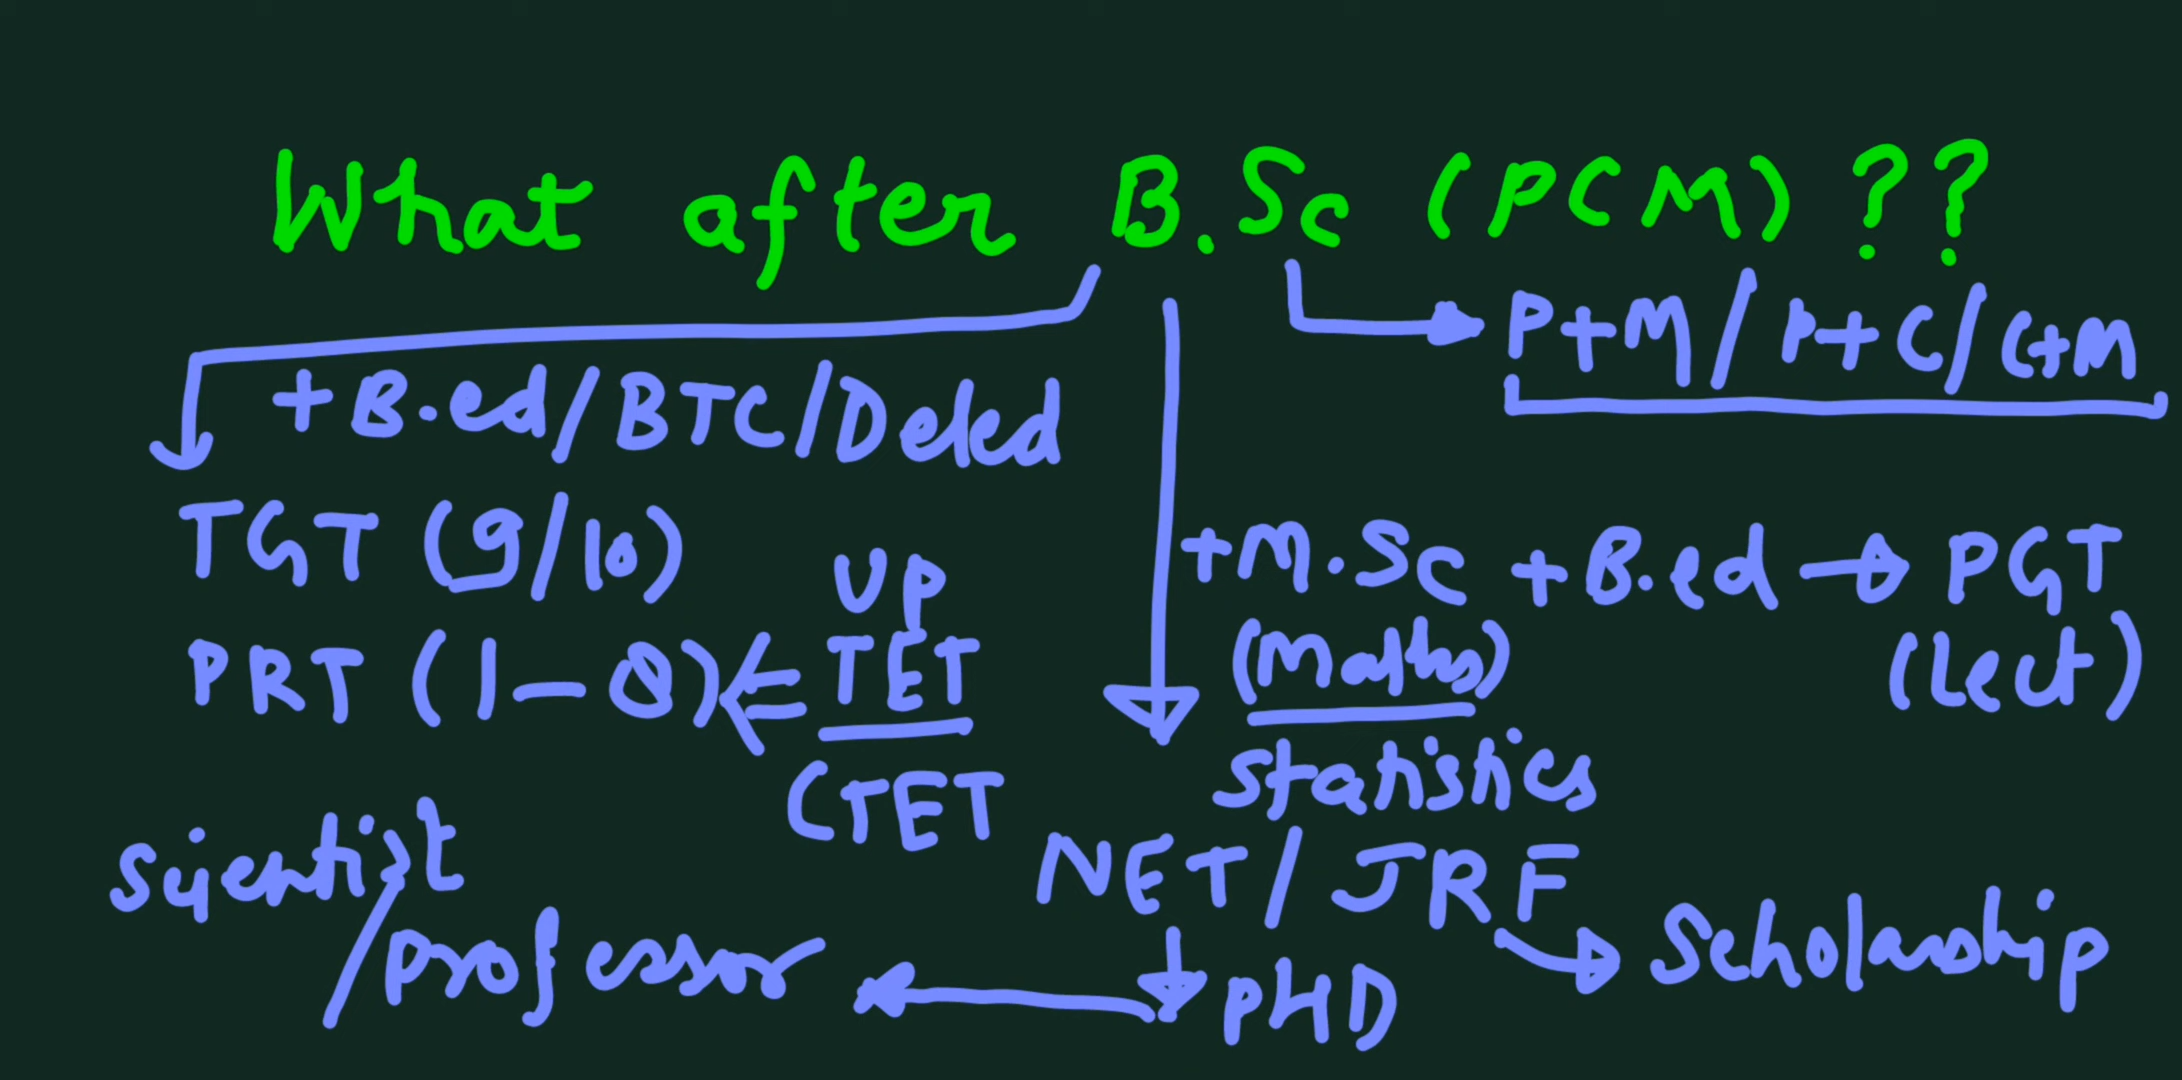 What after B.Sc (PCM) ??
P+M / P+C / C+M
+ B.ed / BTC / Deled
TGT (9/10)
PRT (1-8) ⇐ UP TET
CTET
+ M.Sc + B.ed → PGT
(Maths) (Lect)
Statistics
NET / JRF → Scholarship
↓
PHD
Scientist
/ professor ←